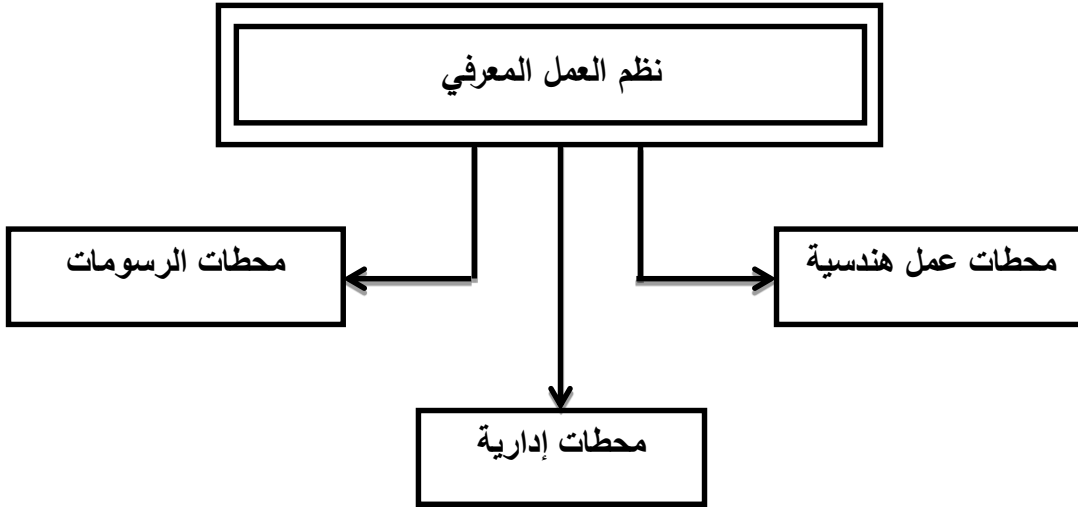 نظم العمل المعرفي
محطات عمل هندسية
محطات الرسومات
محطات إدارية